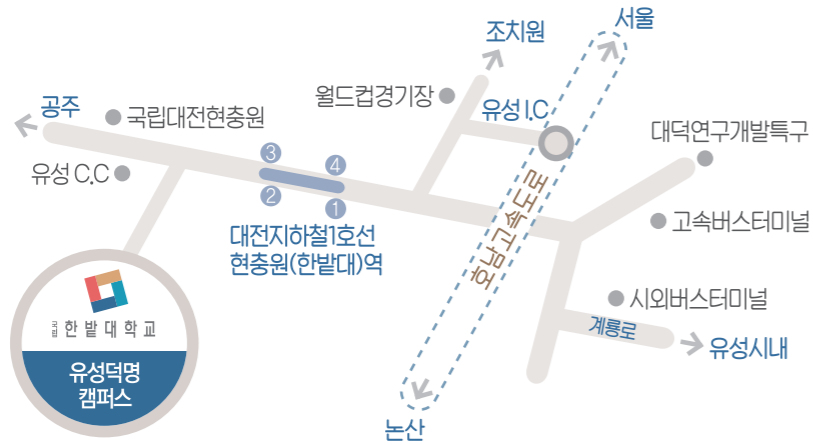 서울
조치원
월드컵경기장
유성 I.C
공주
국립대전현충원
대덕연구개발특구
유성 C.C
3
4
2
1
고속버스터미널
대전지하철1호선
현충원(한밭대)역
호남고속도로
시외버스터미널
계룡로
유성시내
국립 한밭대학교
유성덕명
캠퍼스
논산